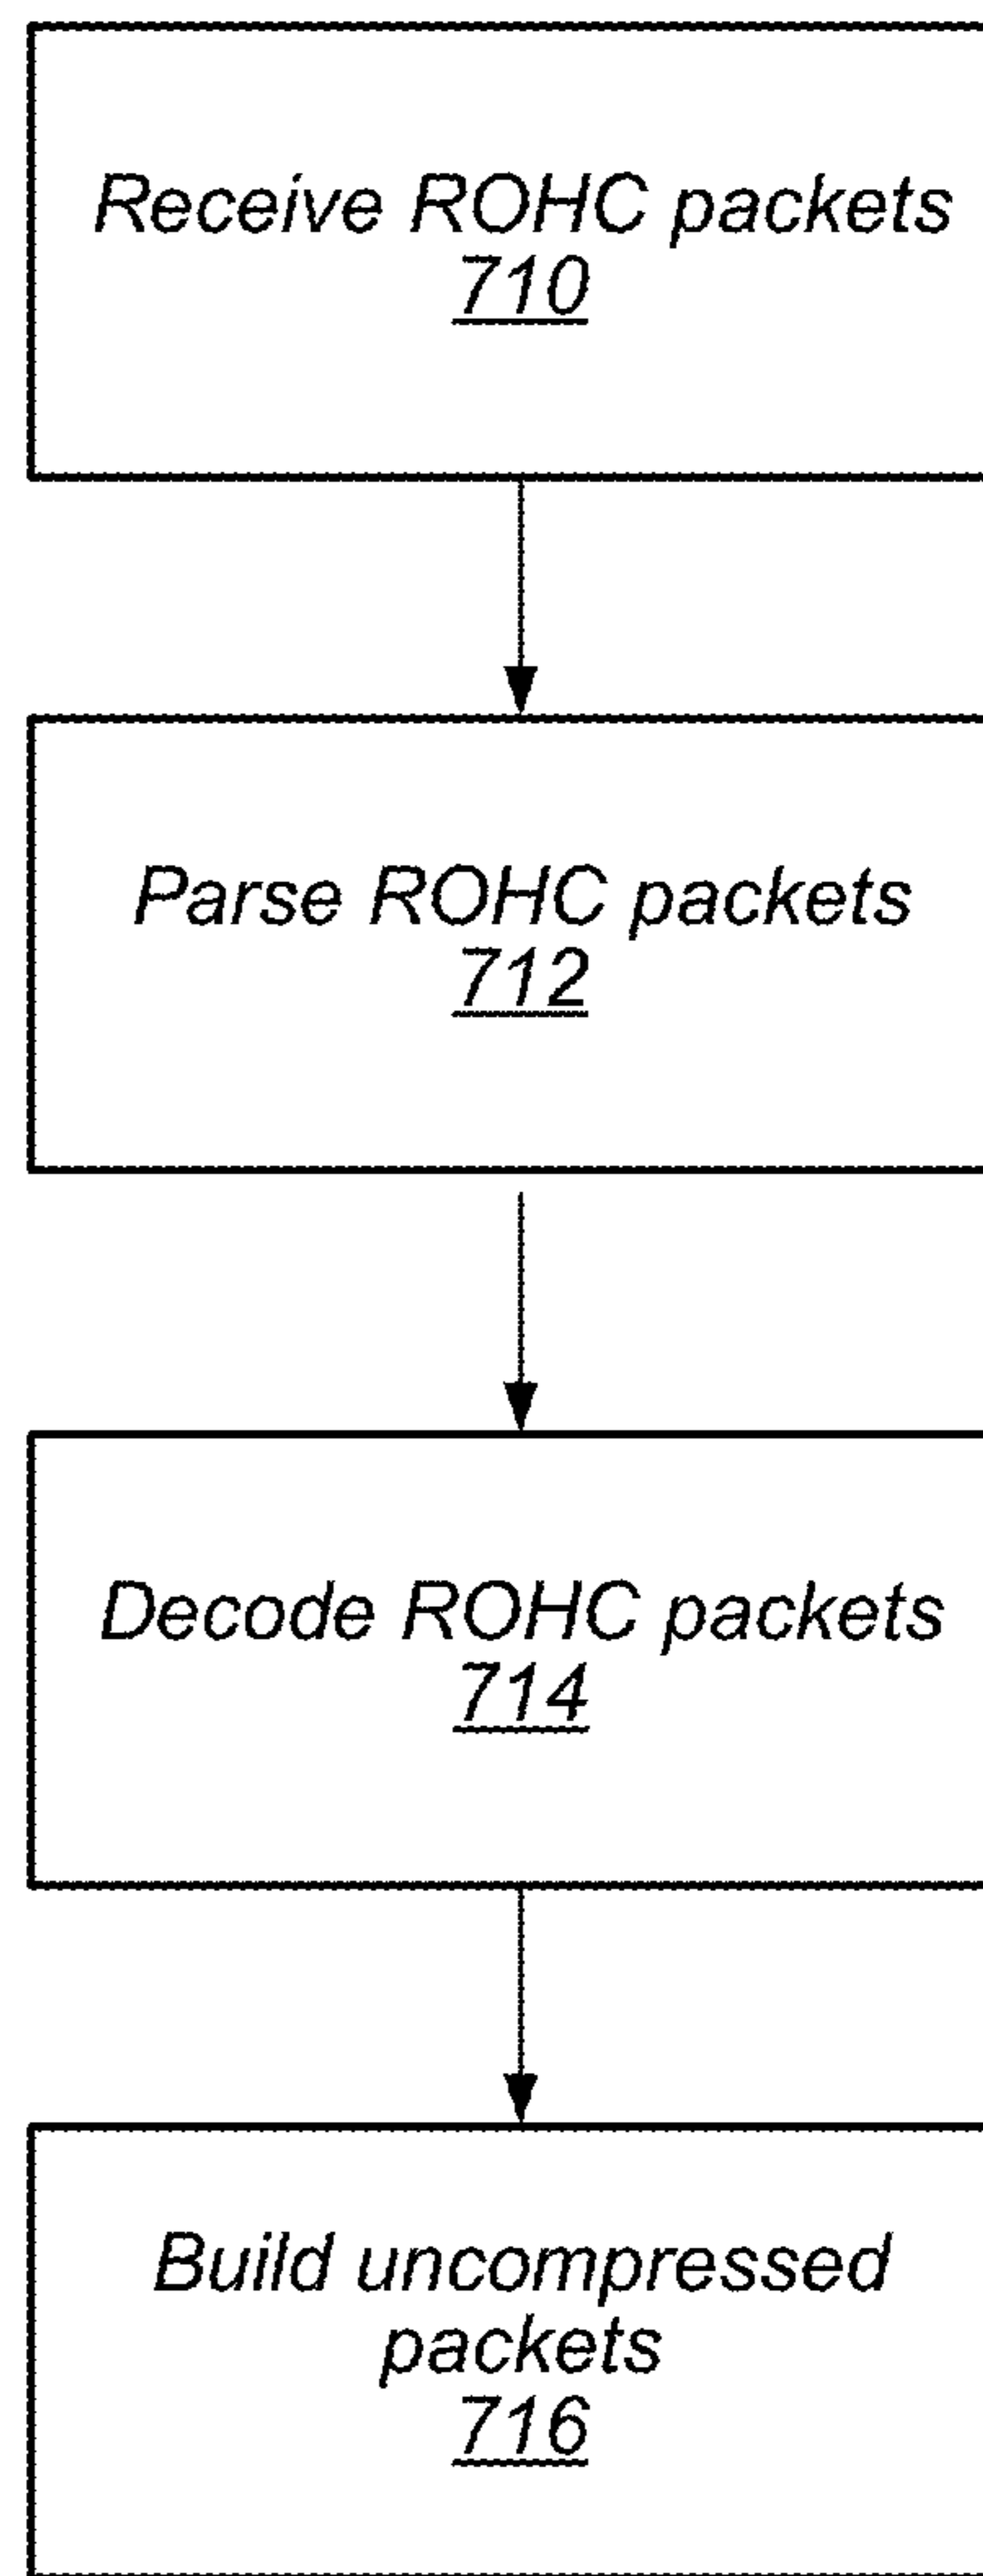 Receive ROHC packets
710
Parse ROHC packets
712
Decode ROHC packets
714
Build uncompressed
packets
716